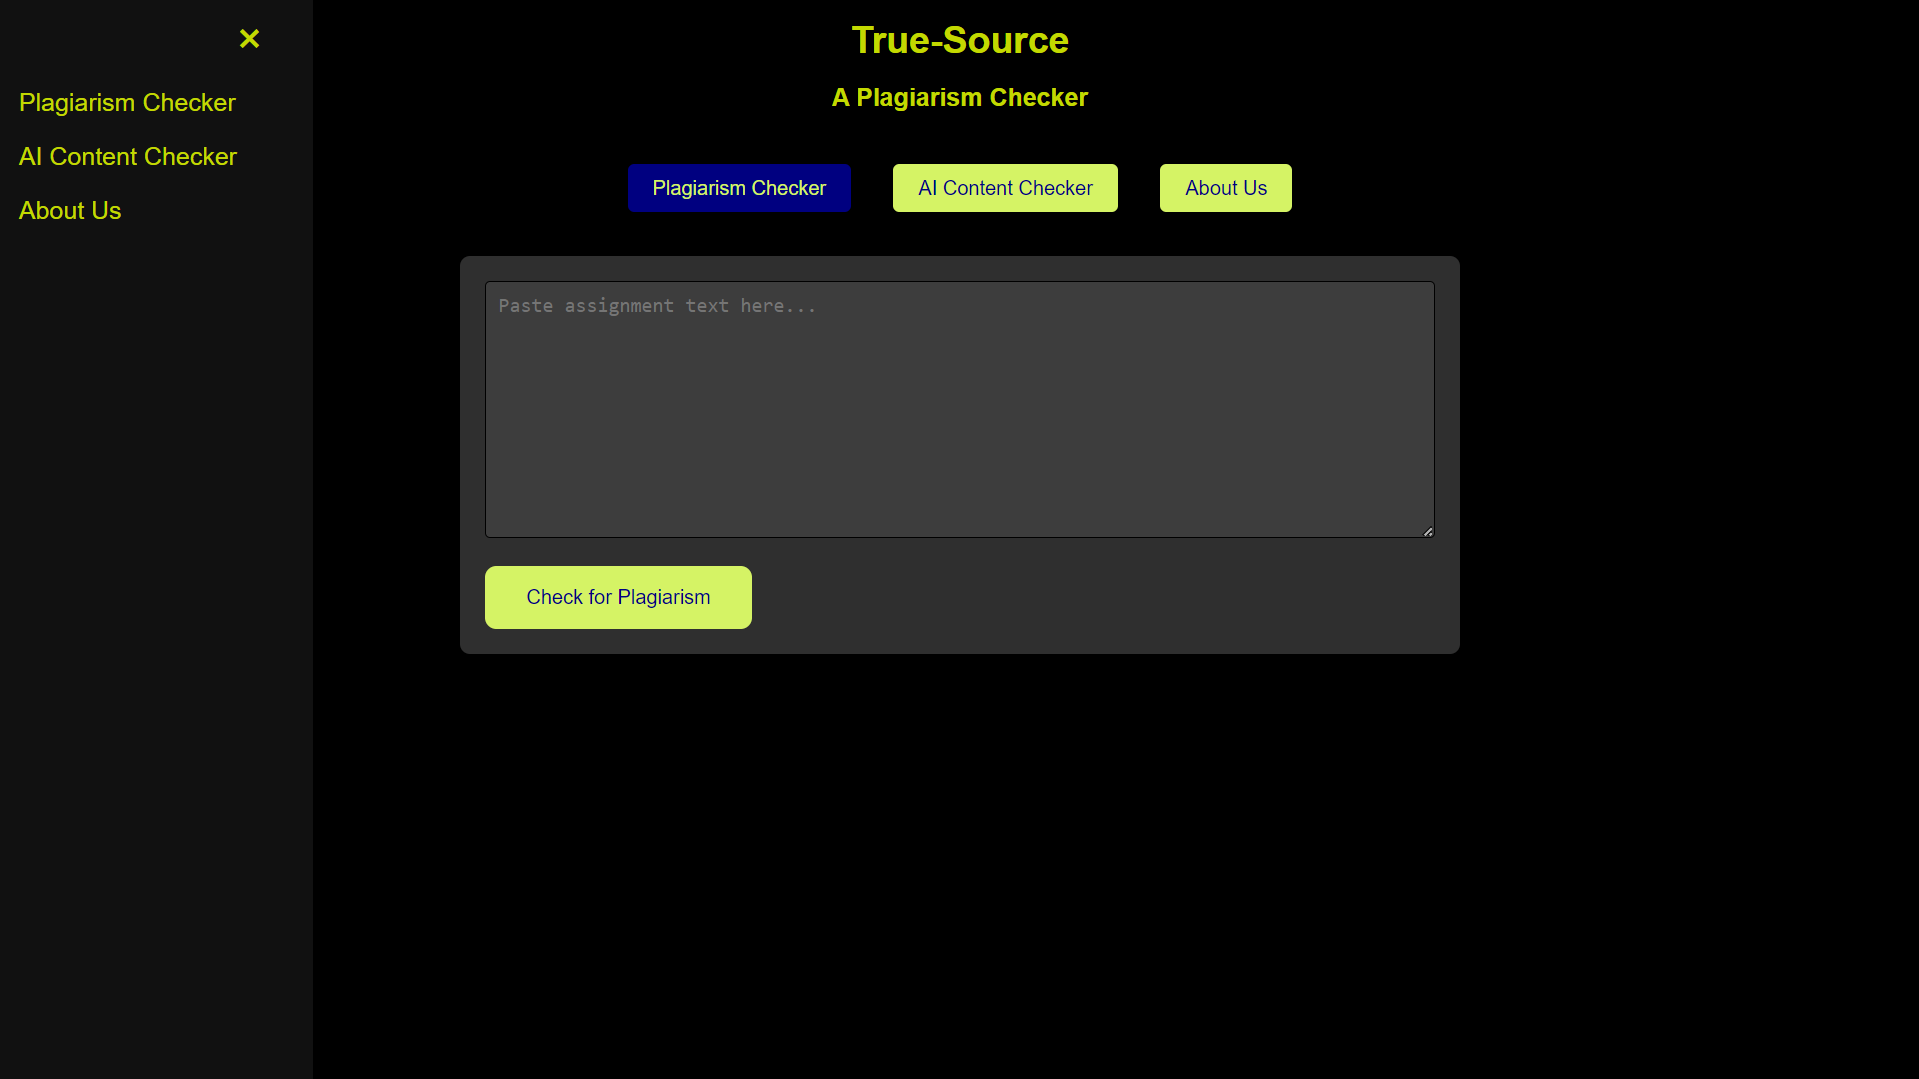 ✕
Plagiarism Checker
AI Content Checker
About Us
True-Source
A Plagiarism Checker
Plagiarism Checker
AI Content Checker
About Us
Paste assignment text here...
Check for Plagiarism